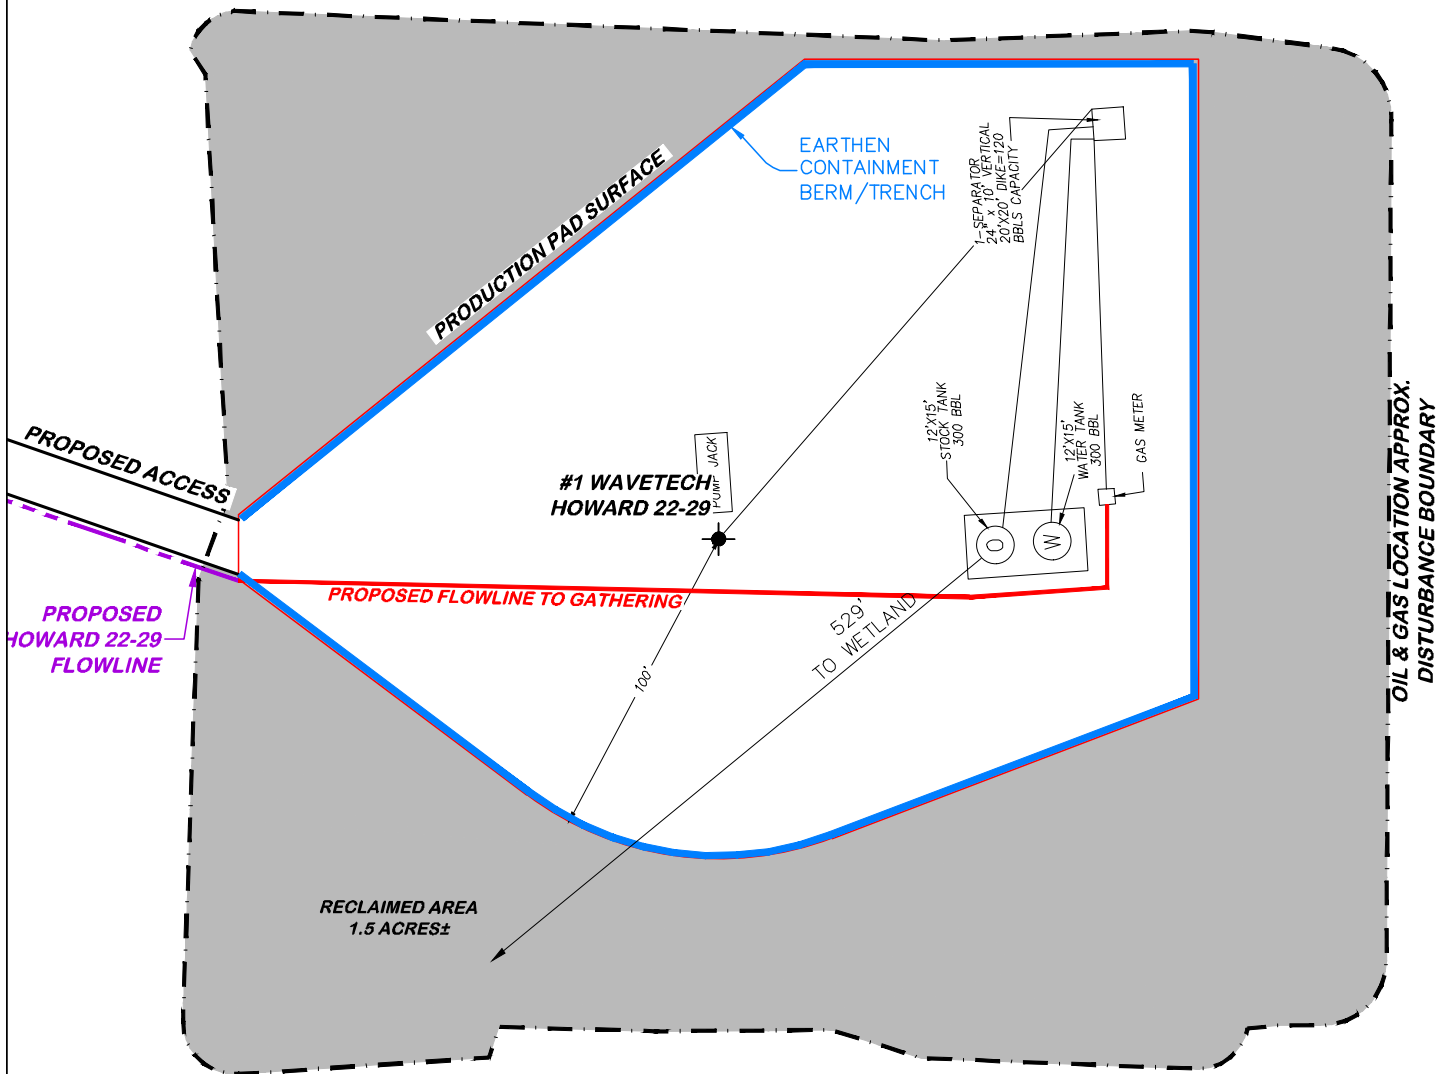 EARTHEN
CONTAINMENT
BERM/TRENCH
1-SEPARATOR
24" x 10' VERTICAL
20'X20' DIKE=120
BBLS CAPACITY
PRODUCTION PAD SURFACE
PROPOSED ACCESS
#1 WAVETECH
HOWARD 22-29
PUMP JACK
12'X15'
STOCK TANK
300 BBL
12'X15'
WATER TANK
300 BBL
GAS METER
O
W
OIL & GAS LOCATION APPROX.
DISTURBANCE BOUNDARY
PROPOSED
HOWARD 22-29
FLOWLINE
PROPOSED FLOWLINE TO GATHERING
529'
TO WETLAND
100'
RECLAIMED AREA
1.5 ACRES±